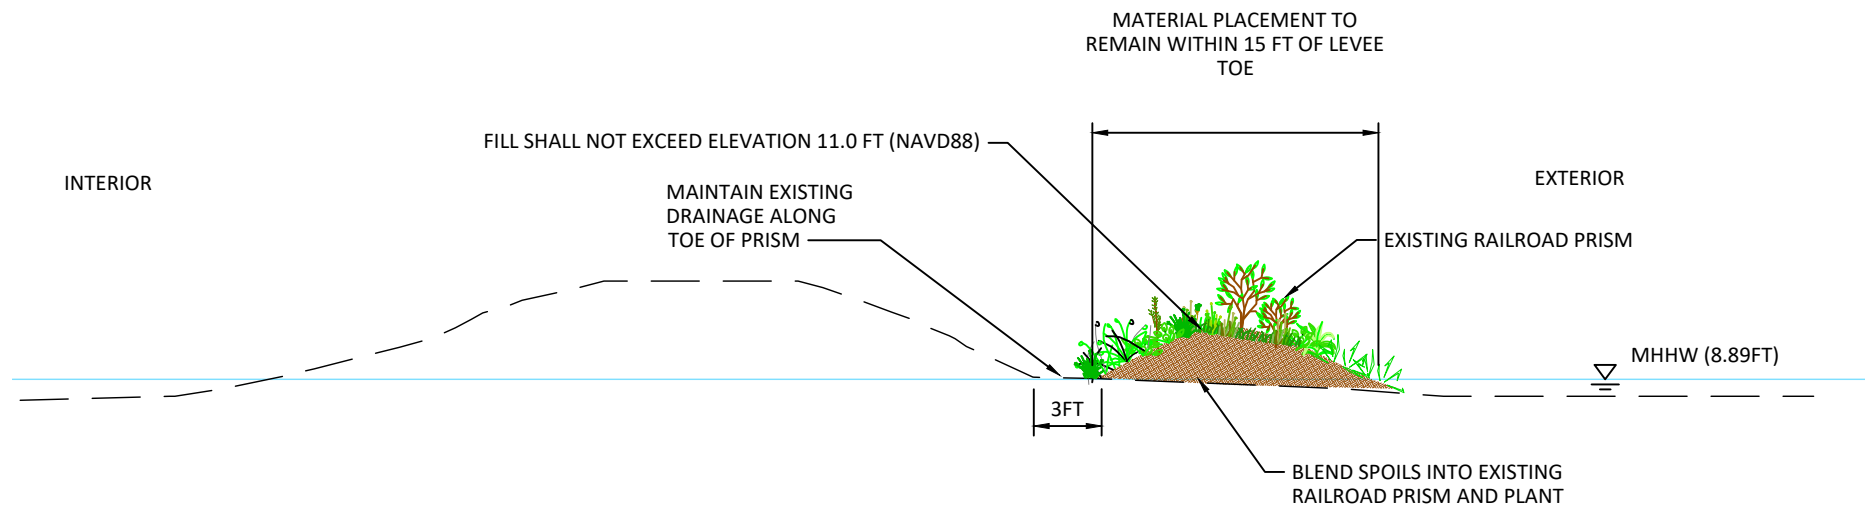 MATERIAL PLACEMENT TO
REMAIN WITHIN 15 FT OF LEVEE
TOE
FILL SHALL NOT EXCEED ELEVATION 11.0 FT (NAVD88)
INTERIOR
EXTERIOR
MAINTAIN EXISTING
DRAINAGE ALONG
TOE OF PRISM
EXISTING RAILROAD PRISM
MHHW (8.89FT)
3FT
BLEND SPOILS INTO EXISTING
RAILROAD PRISM AND PLANT